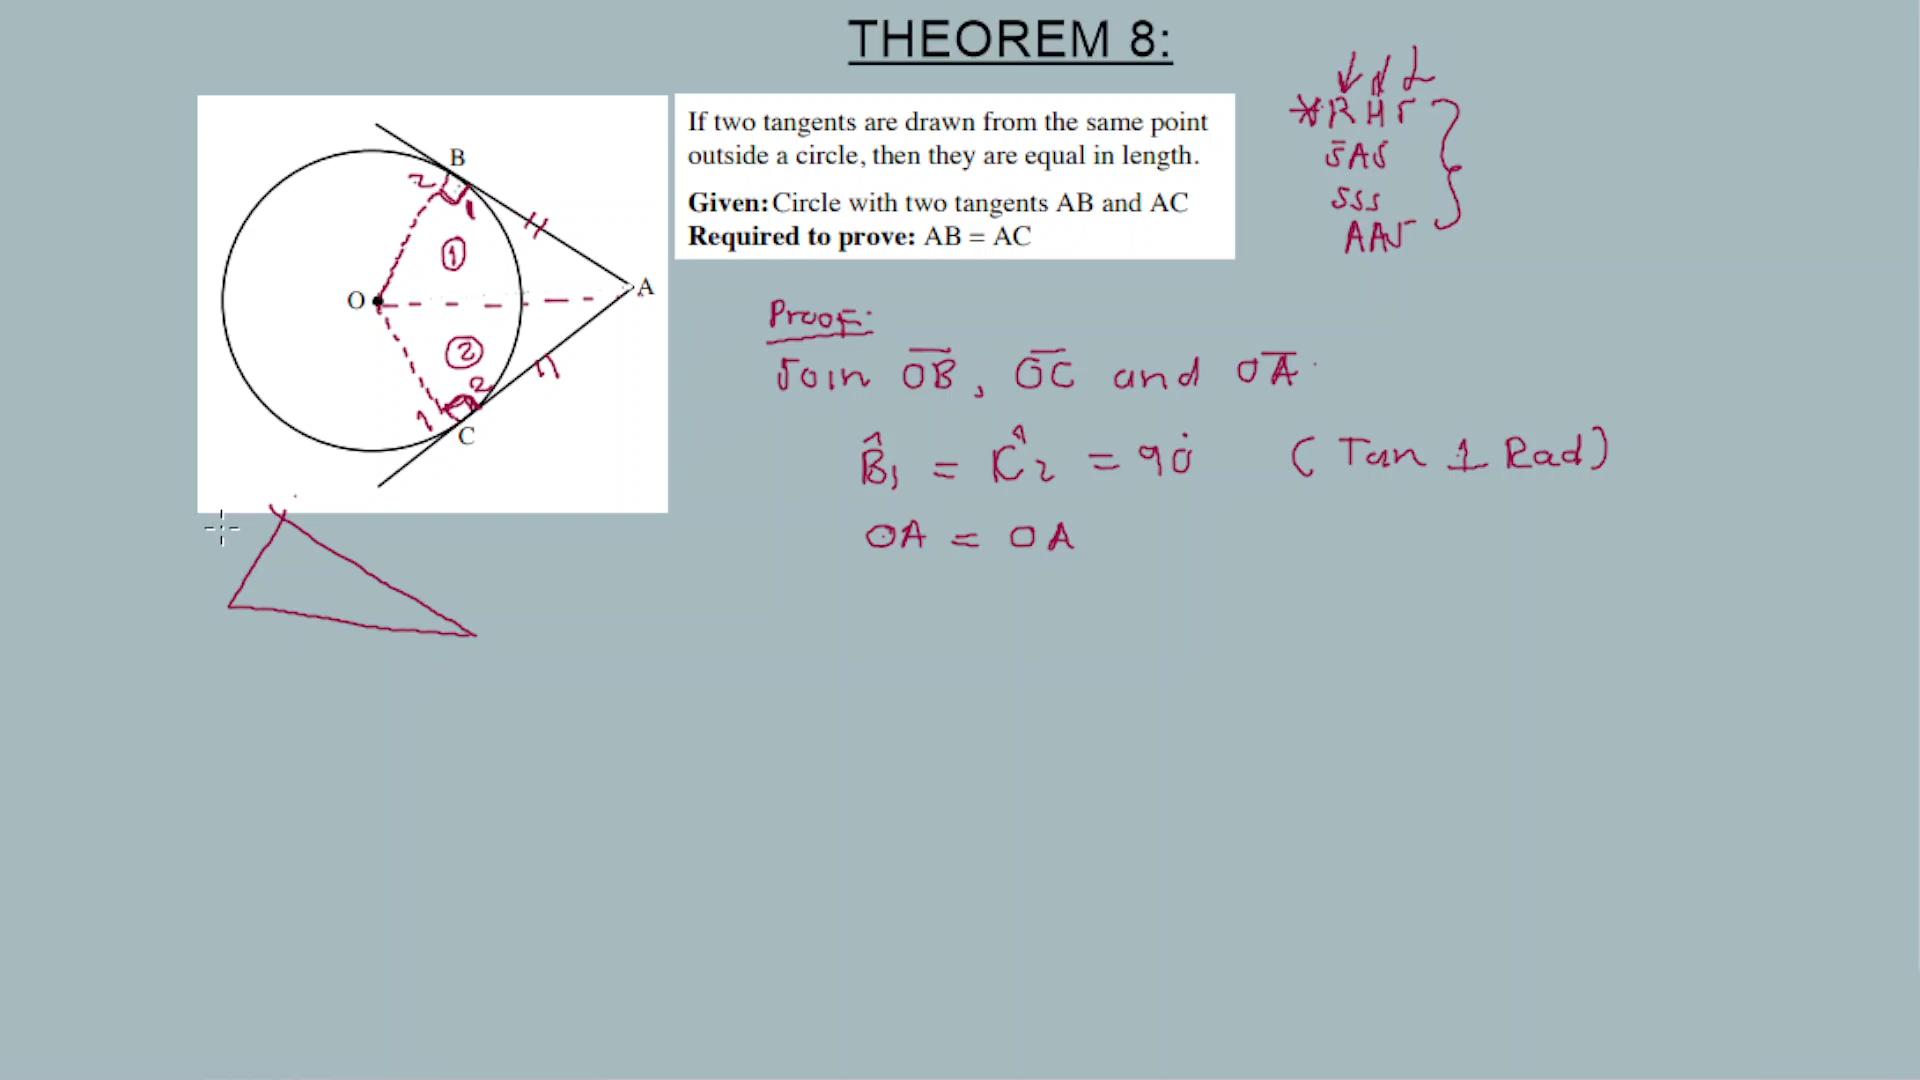 THEOREM 8:
If two tangents are drawn from the same point
outside a circle, then they are equal in length.
Given: Circle with two tangents AB and AC
Required to prove: AB = AC
* R H S
SAS
SSS
AAS
B
2
1
①
O
A
②
2
1
C
Proof:
Join OB, OC and OA.
B̂₁ = Ĉ₂ = 90° (Tan ⊥ Rad)
OA = OA